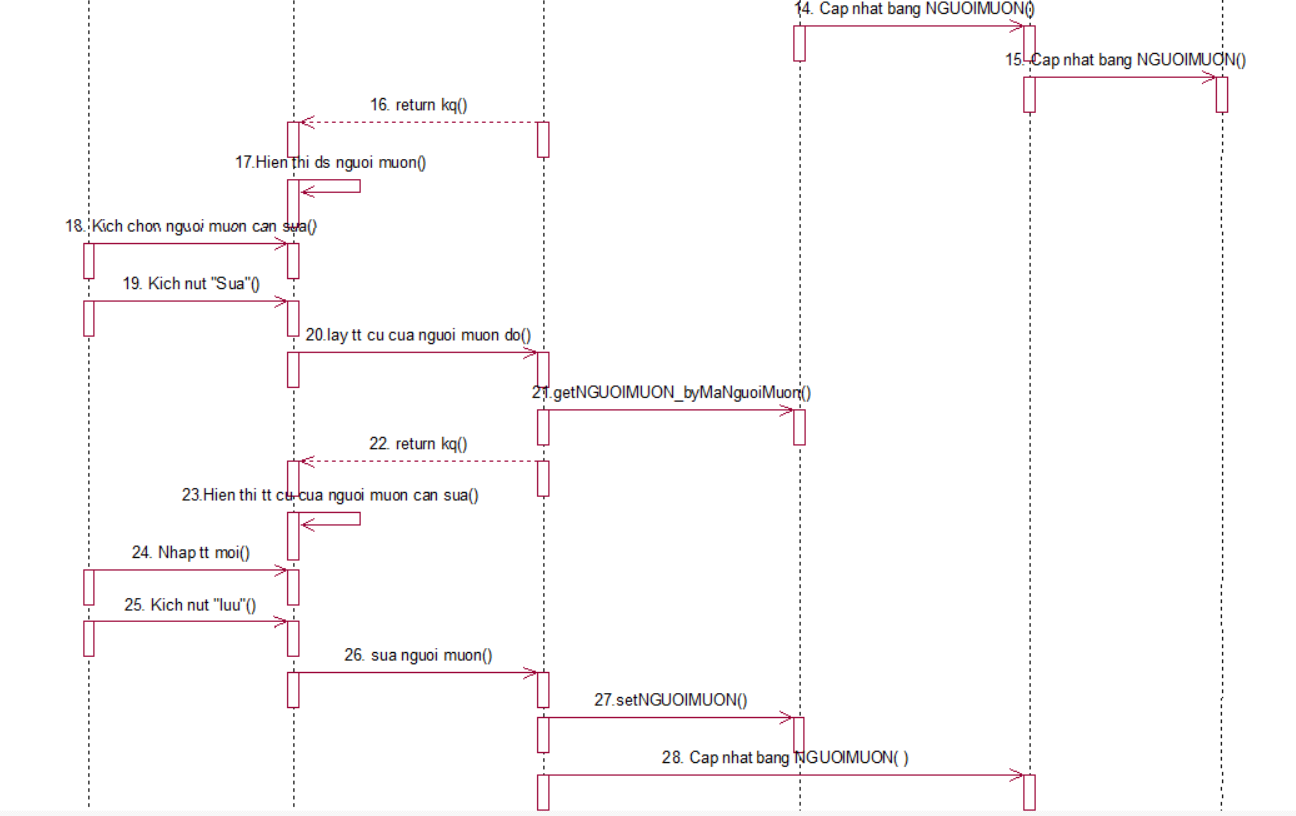 14. Cap nhat bang NGUOIMUON()
15. Cap nhat bang NGUOIMUON()
16. return kq()
17.Hien thi ds nguoi muon()
18. Kich chon nguoi muon can sua()
19. Kich nut "Sua"()
20.lay tt cu cua nguoi muon do()
21.getNGUOIMUON_byMaNguoiMuon()
22. return kq()
23.Hien thi tt cu cua nguoi muon can sua()
24. Nhap tt moi()
25. Kich nut "luu"()
26. sua nguoi muon()
27.setNGUOIMUON()
28. Cap nhat bang NGUOIMUON( )